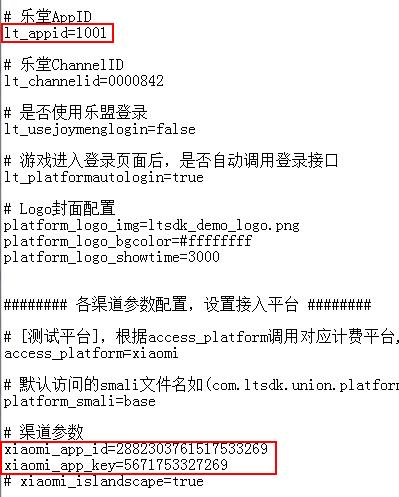 # 乐堂AppID
lt_appid=1001
# 乐堂ChannelID
lt_channelid=0000842
# 是否使用乐盟登录
lt_usejoymenglogin=false
# 游戏进入登录页面后，是否自动调用登录接口
lt_platformautologin=true
# Logo封面配置
platform_logo_img=ltsdk_demo_logo.png
platform_logo_bgcolor=#ffffffff
platform_logo_showtime=3000
######## 各渠道参数配置，设置接入平台 ########
# [测试平台]，根据access_platform调用对应计费平台,
access_platform=xiaomi
# 默认访问的smali文件名如(com.ltsdk.union.platform
platform_smali=base
# 渠道参数
xiaomi_app_id=2882303761517533269
xiaomi_app_key=5671753327269
# xiaomi_islandscape=true